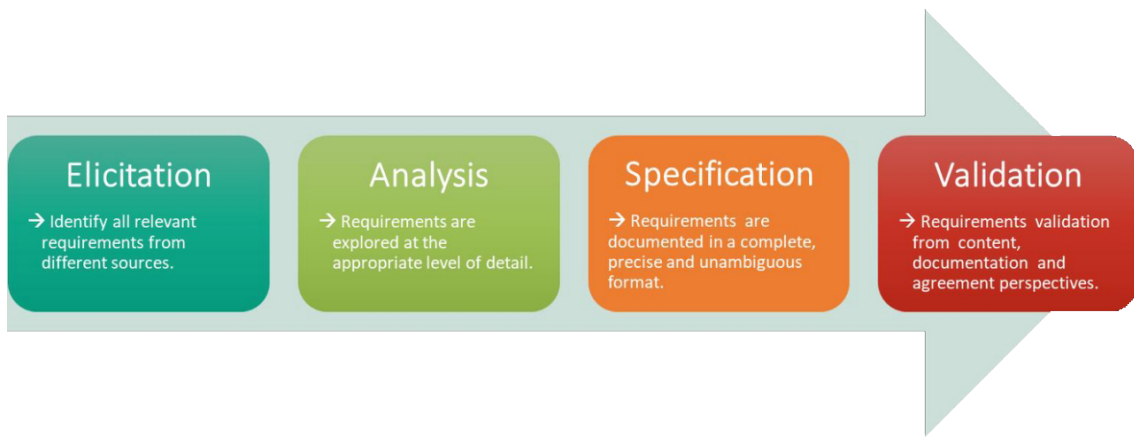 Elicitation
→ Identify all relevant
requirements from
different sources.
Analysis
→ Requirements are
explored at the
appropriate level of detail.
Specification
→ Requirements are
documented in a complete,
precise and unambiguous
format.
Validation
→ Requirements validation
from content,
documentation and
agreement perspectives.